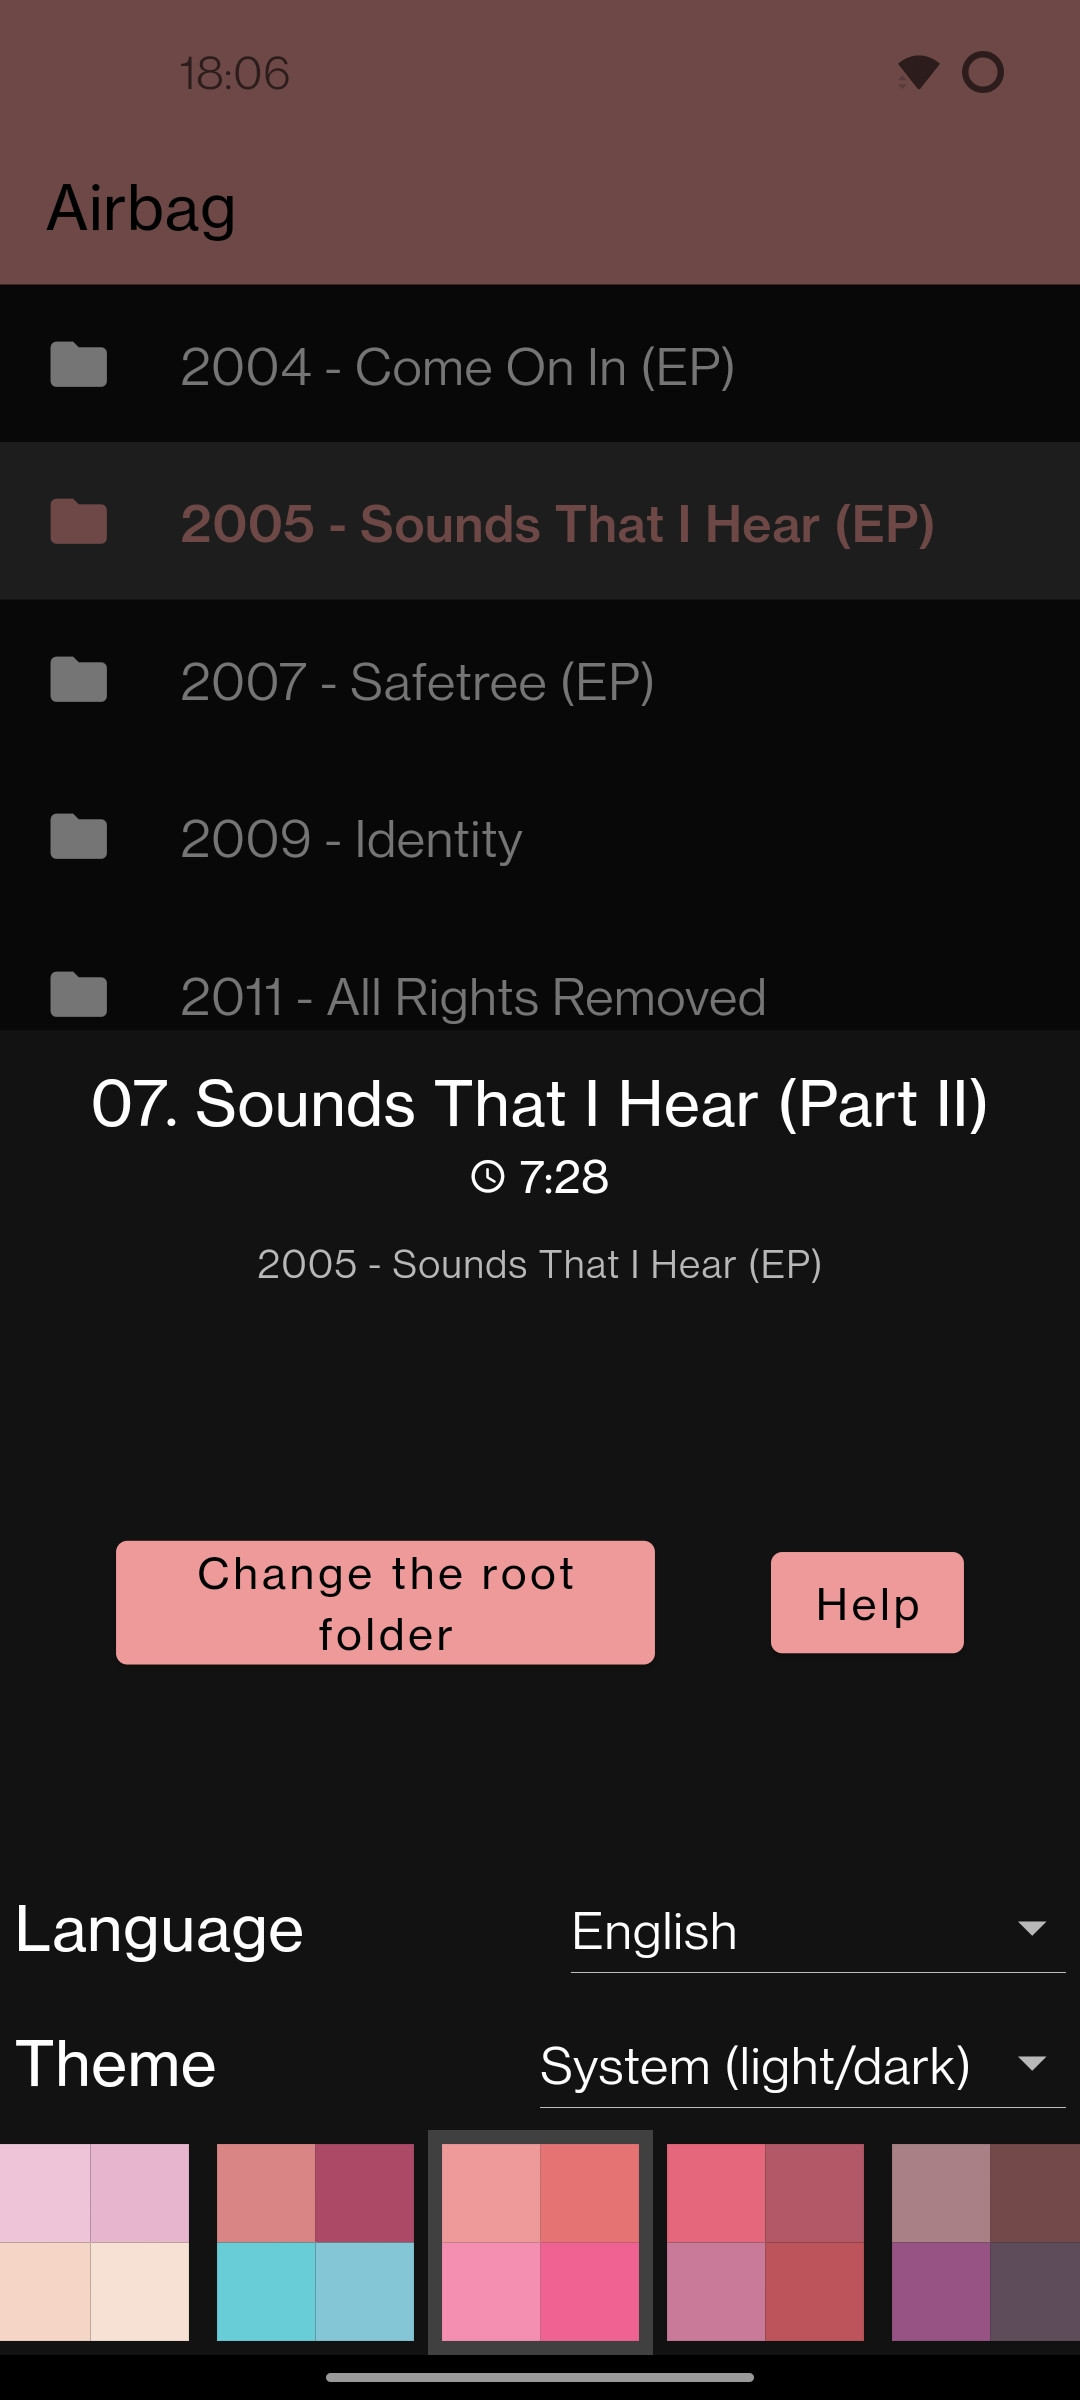 18:06
Airbag
2004 - Come On In (EP)
2005 - Sounds That I Hear (EP)
2007 - Safetree (EP)
2009 - Identity
2011 - All Rights Removed
07. Sounds That I Hear (Part II)
7:28
2005 - Sounds That I Hear (EP)
Change the root
folder
Help
Language
English
Theme
System (light/dark)